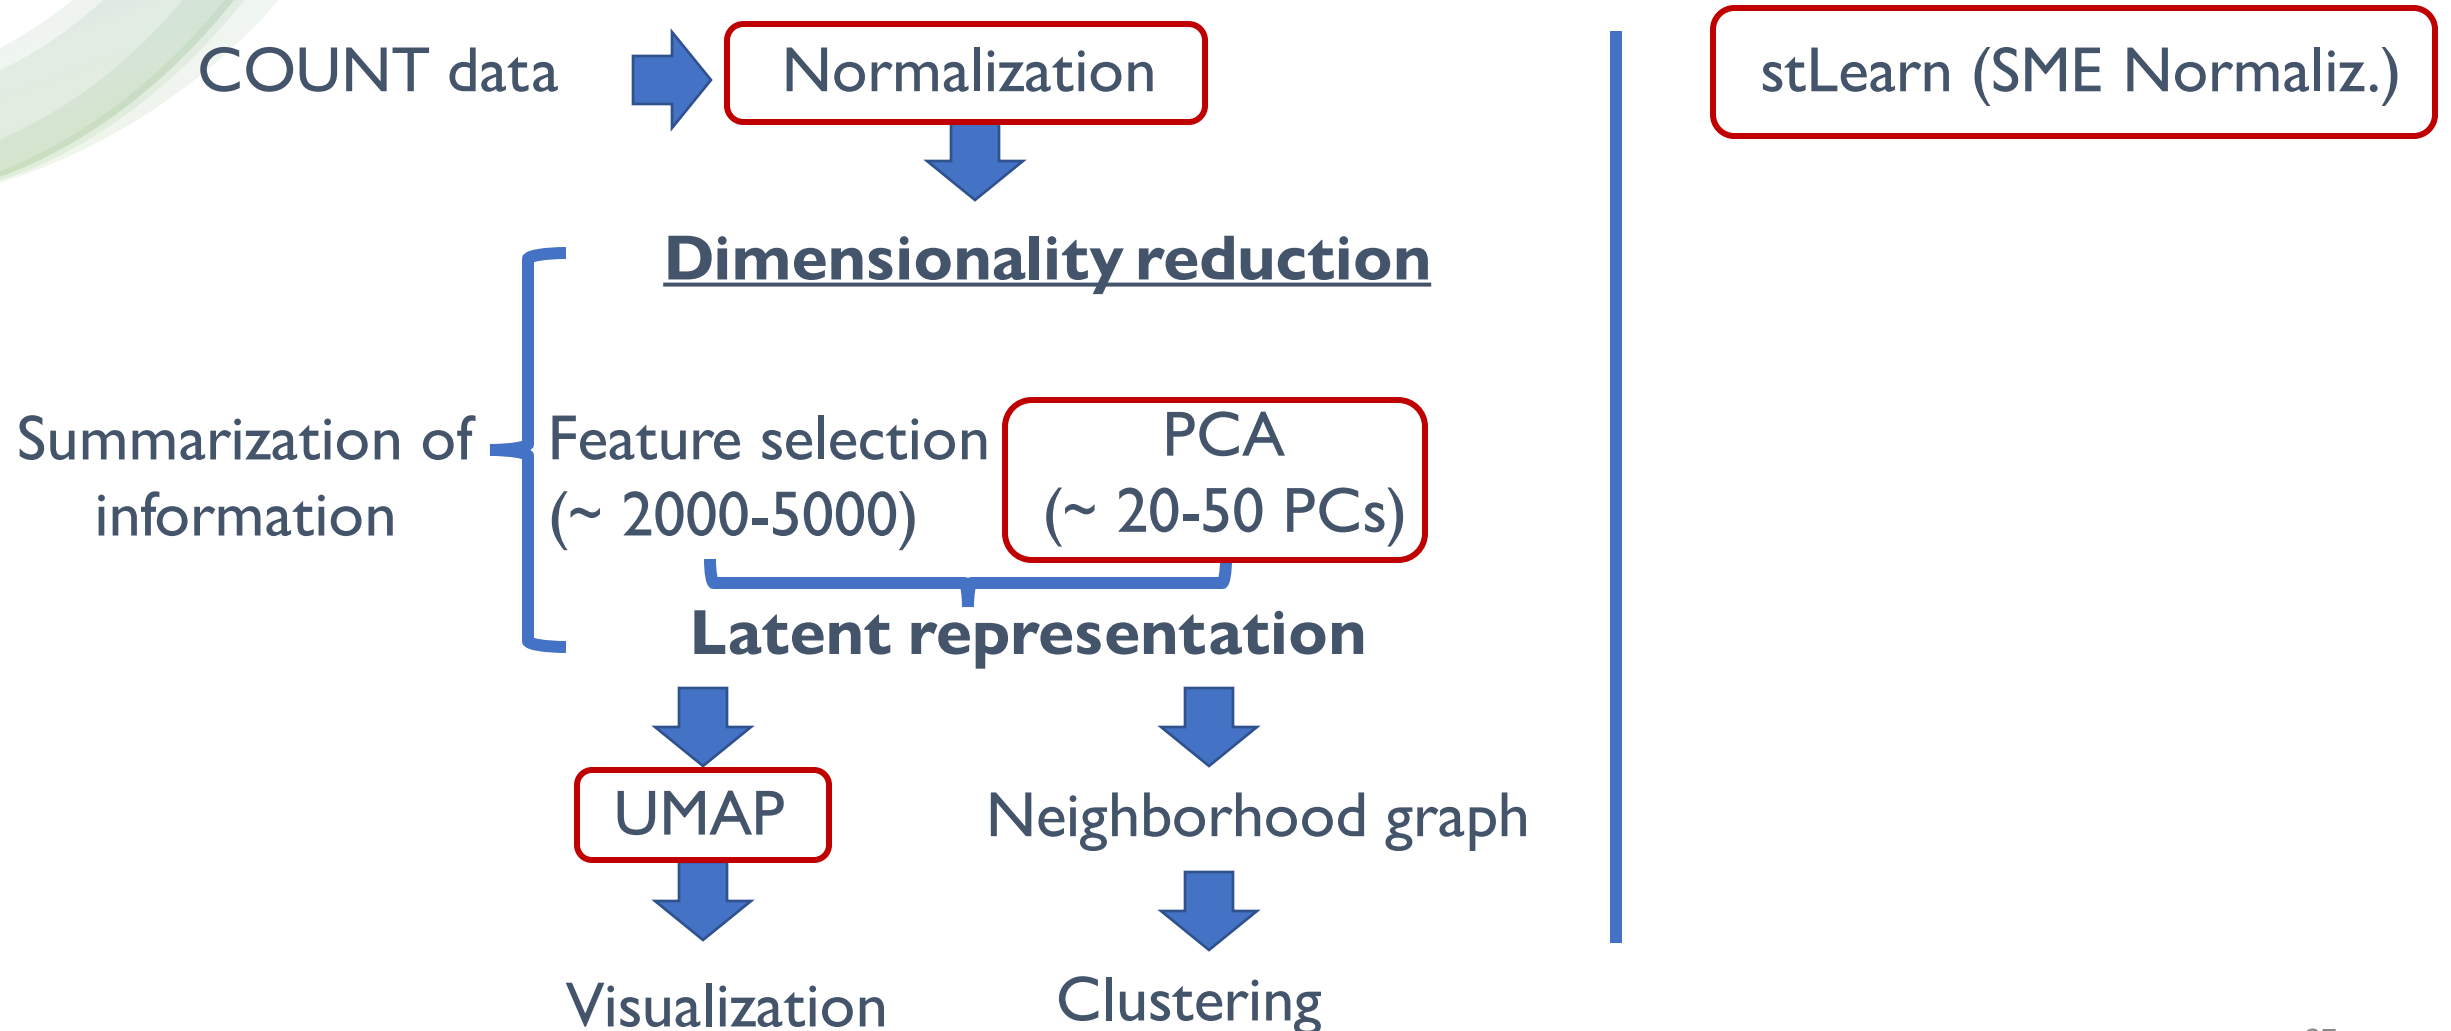 COUNT data
Normalization
stLearn (SME Normaliz.)
Dimensionality reduction
Summarization of
information
Feature selection
(~ 2000-5000)
PCA
(~ 20-50 PCs)
Latent representation
UMAP
Neighborhood graph
Visualization
Clustering